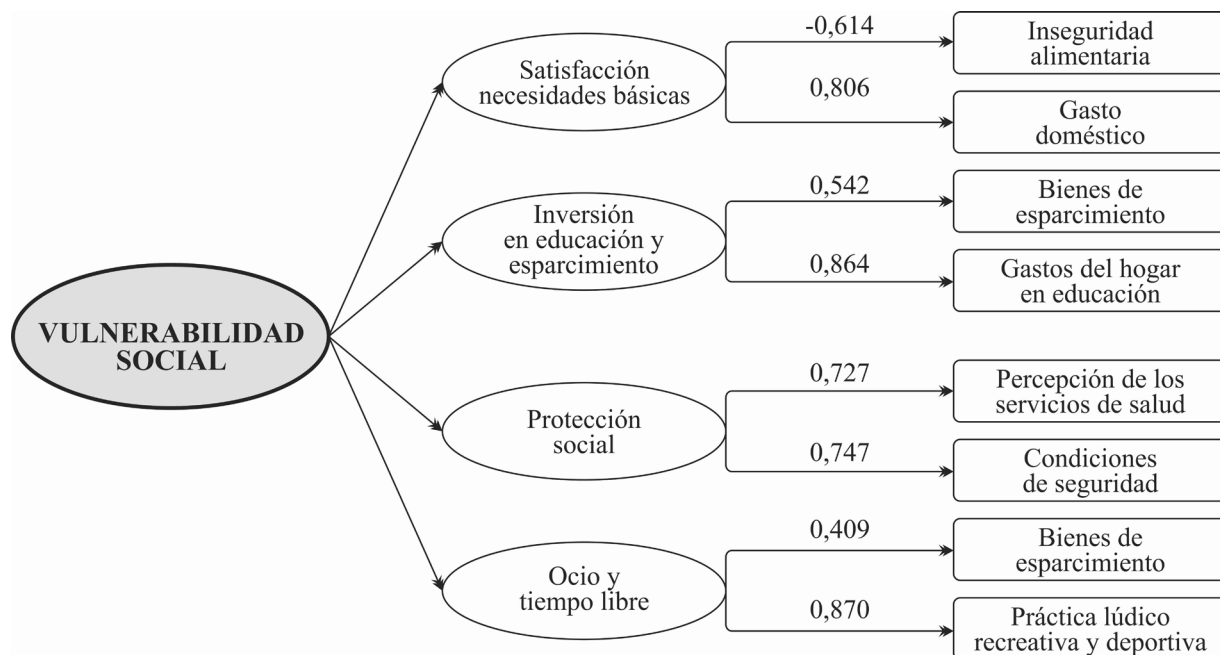 VULNERABILIDAD
SOCIAL
Satisfacción
necesidades básicas
-0,614
Inseguridad
alimentaria
0,806
Gasto
doméstico
Inversión
en educación y
esparcimiento
0,542
Bienes de
esparcimiento
0,864
Gastos del hogar
en educación
Protección
social
0,727
Percepción de los
servicios de salud
0,747
Condiciones
de seguridad
Ocio y
tiempo libre
0,409
Bienes de
esparcimiento
0,870
Práctica lúdico
recreativa y deportiva